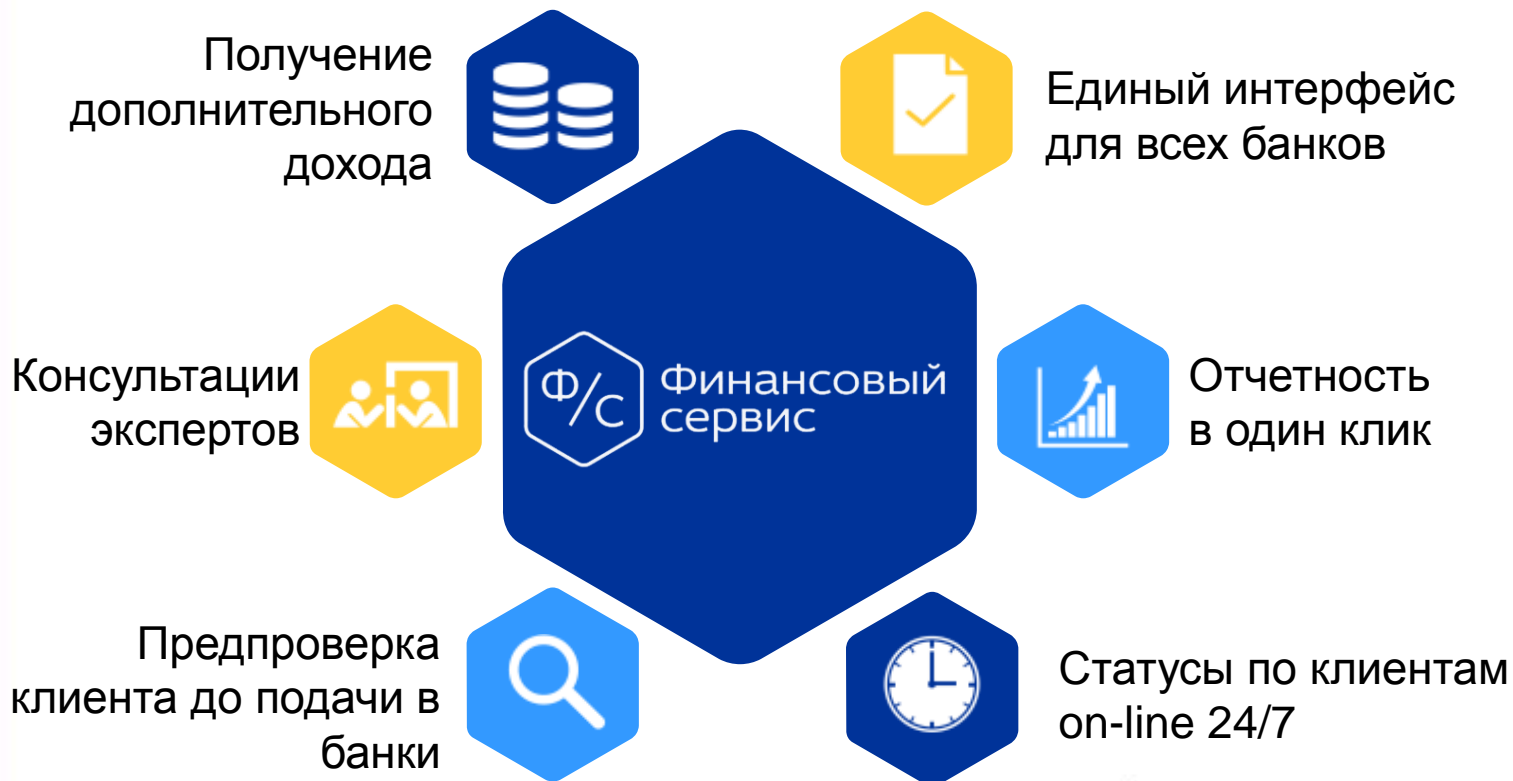 Получение
дополнительного
дохода
Единый интерфейс
для всех банков
Консультации
экспертов
Ф/С
Финансовый
сервис
Отчетность
в один клик
Предпроверка
клиента до подачи в
банки
Статусы по клиентам
on-line 24/7